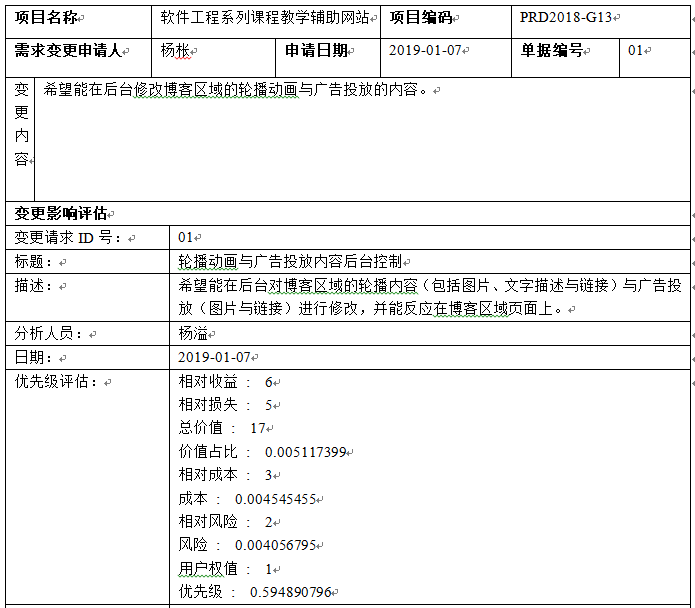 项目名称 软件工程系列课程教学辅助网站 项目编码 PRD2018-G13
需求变更申请人 杨枨 申请日期 2019-01-07 单据编号 01
变更内容 希望能在后台修改博客区域的轮播动画与广告投放的内容。
变更影响评估
变更请求 ID 号： 01
标题： 轮播动画与广告投放内容后台控制
描述： 希望能在后台对博客区域的轮播内容（包括图片、文字描述与链接）与广告投
放（图片与链接）进行修改，并能反应在博客区域页面上。
分析人员： 杨溢
日期： 2019-01-07
优先级评估： 相对收益 ： 6
相对损失 ： 5
总价值 ： 17
价值占比 ： 0.005117399
相对成本 ： 3
成本 ： 0.004545455
相对风险 ： 2
风险 ： 0.004056795
用户权值 ： 1
优先级 ： 0.594890796